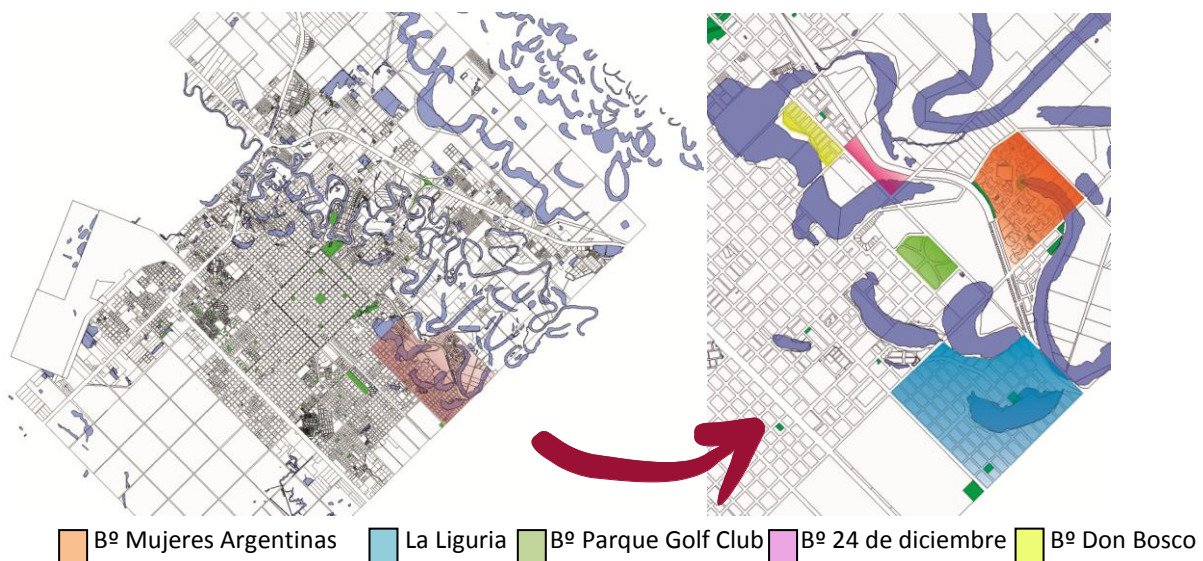 Bº Mujeres Argentinas La Liguria Bº Parque Golf Club Bº 24 de diciembre Bº Don Bosco